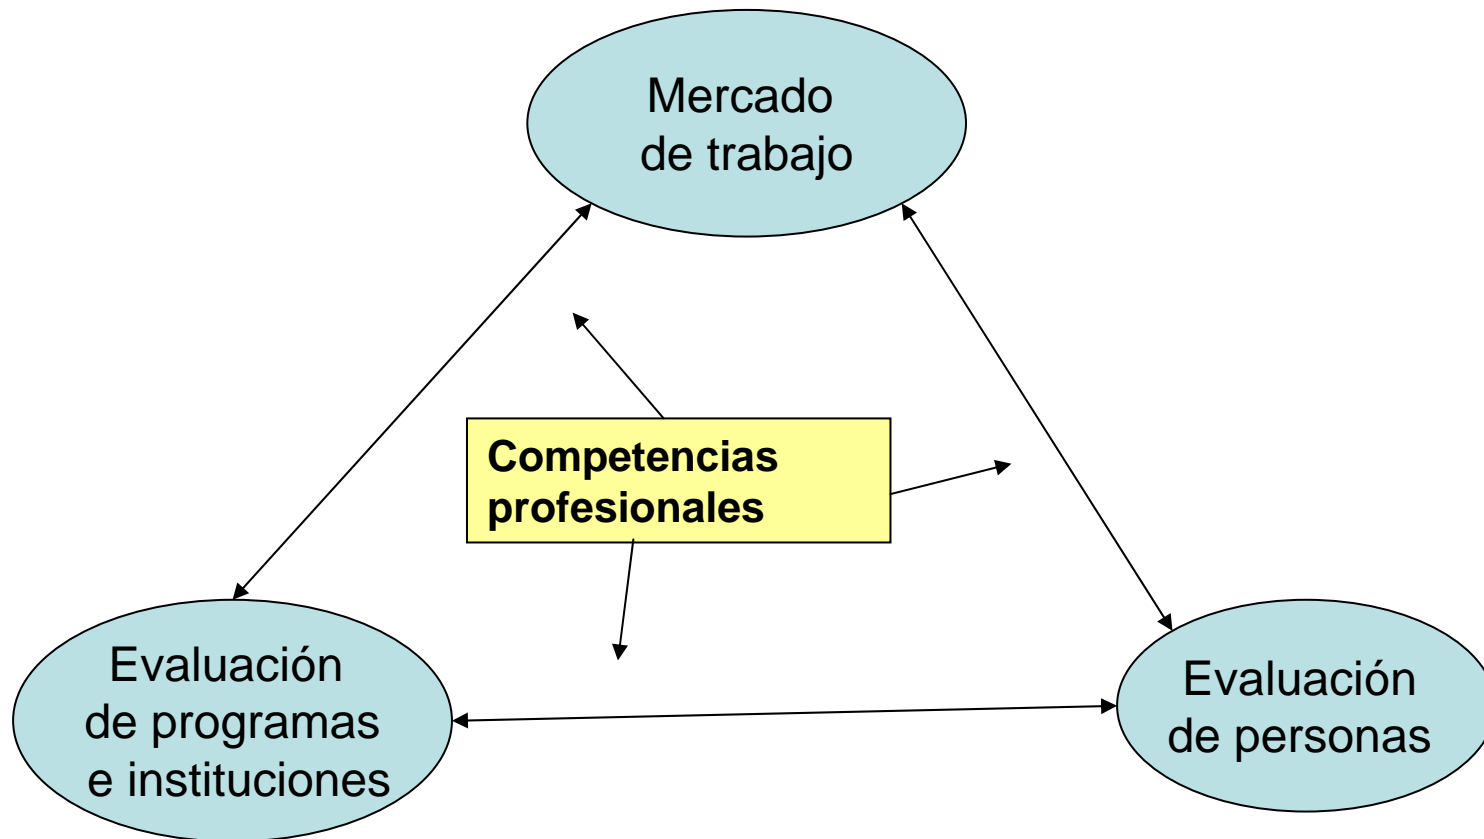 Mercado
de trabajo
Competencias
profesionales
Evaluación
de programas
e instituciones
Evaluación
de personas